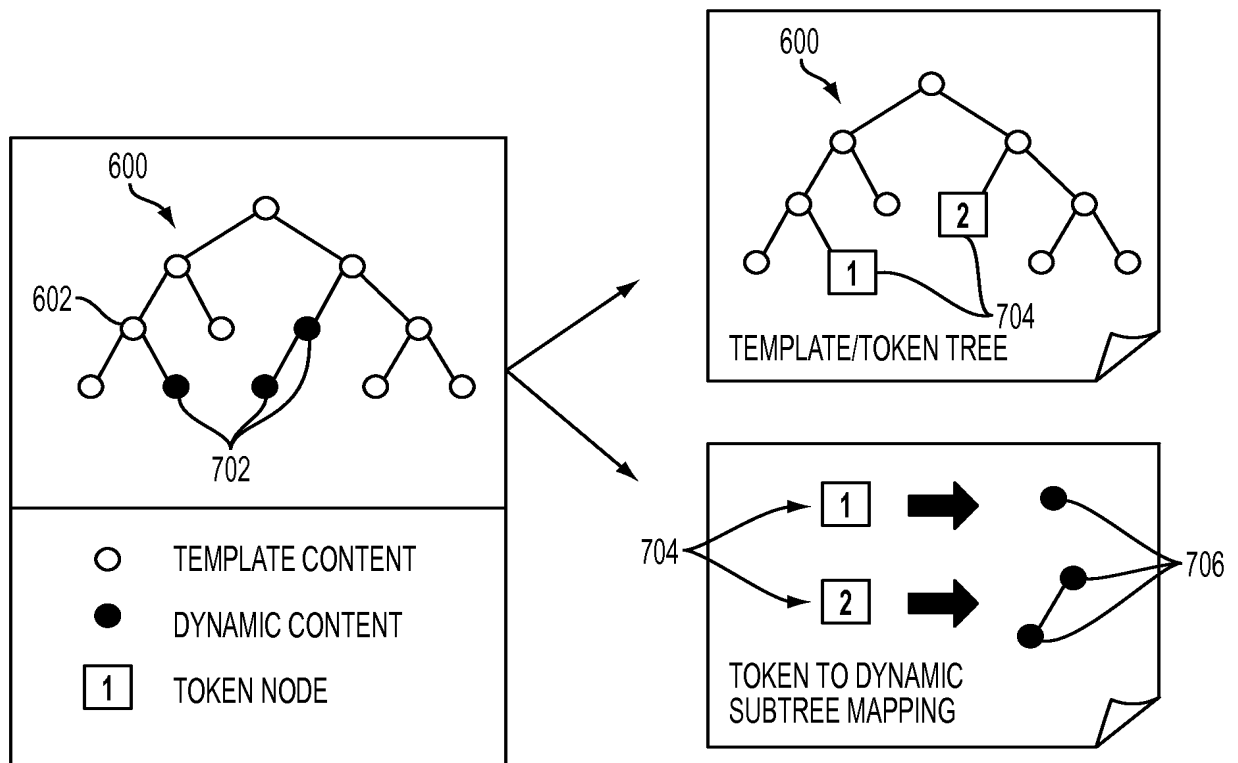 600
602
702
TEMPLATE CONTENT
DYNAMIC CONTENT
1 TOKEN NODE
600
2
1
704
TEMPLATE/TOKEN TREE
704
1
2
706
TOKEN TO DYNAMIC
SUBTREE MAPPING